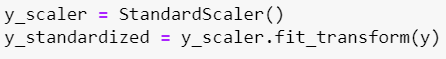 y_scaler = StandardScaler()
y_standardized = y_scaler.fit_transform(y)